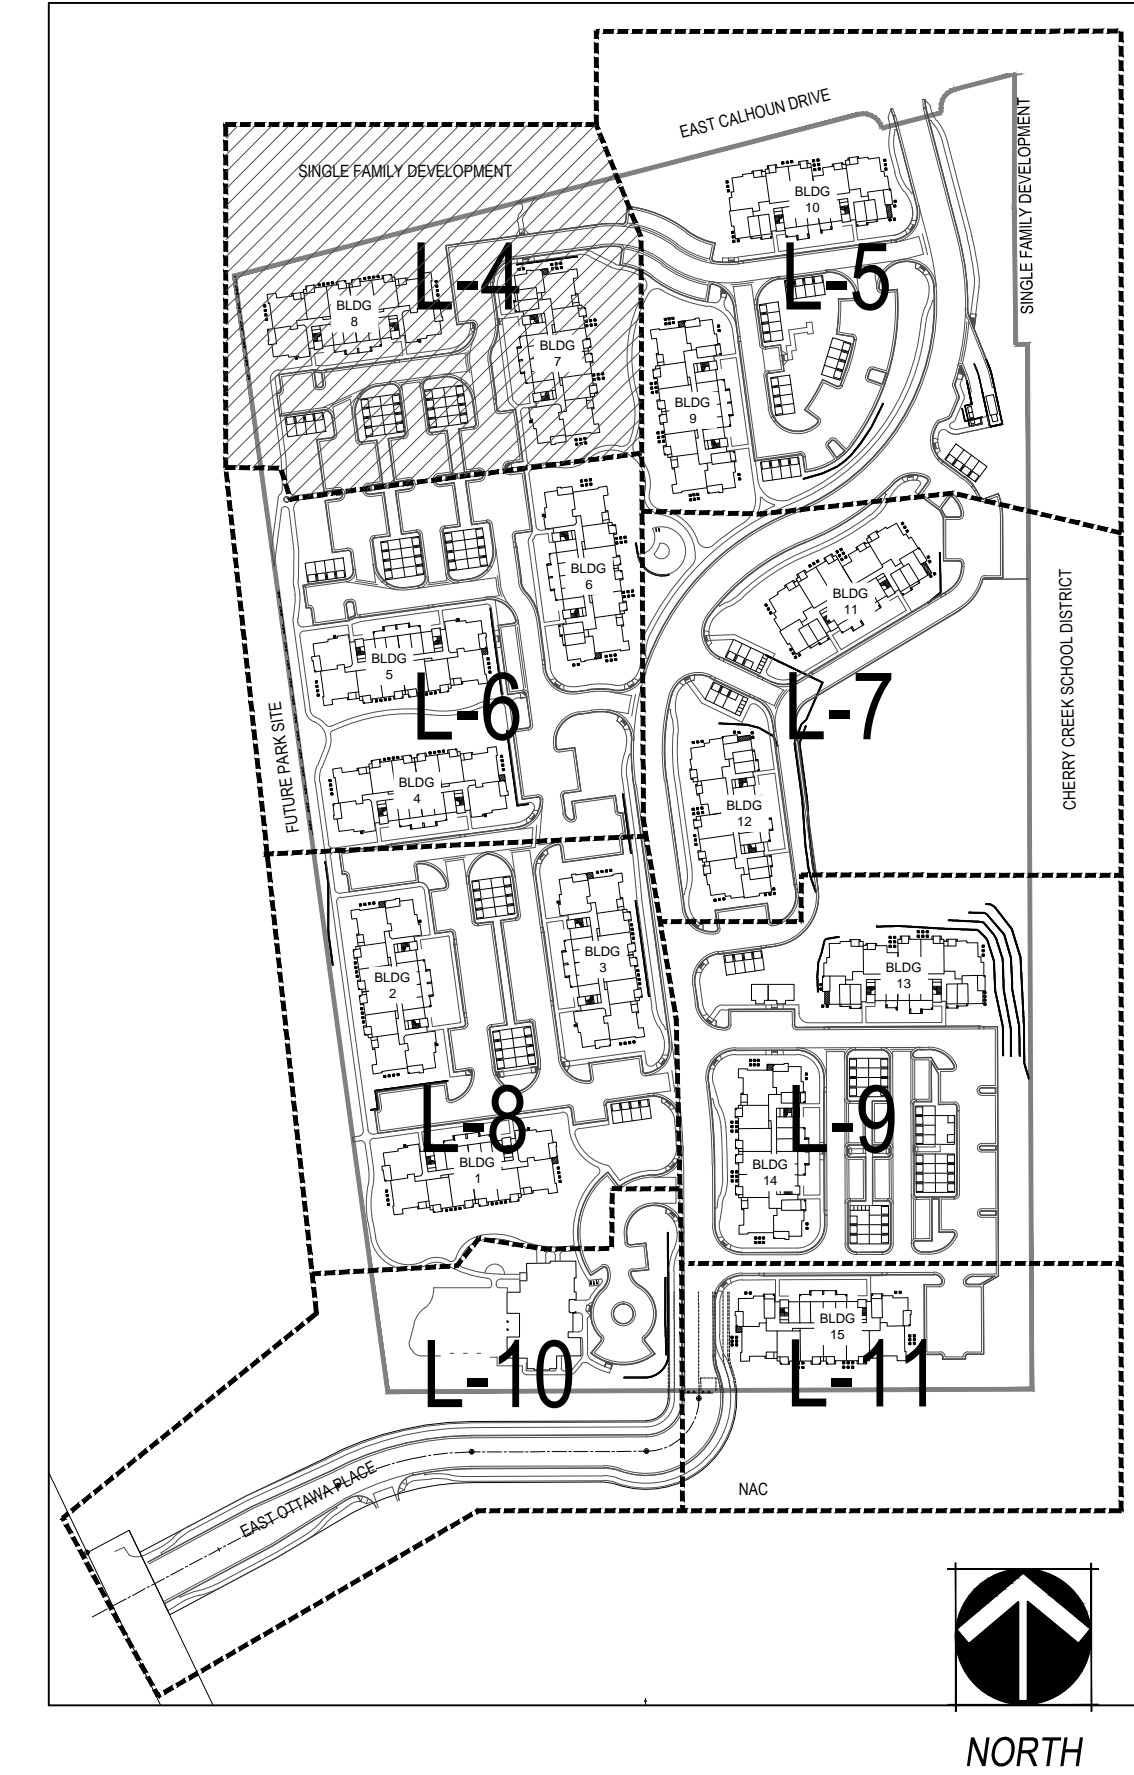 EAST CALHOUN DRIVE
SINGLE FAMILY DEVELOPMENT
SINGLE FAMILY DEVELOPMENT
BLDG
10
L-4
L-5
BLDG
8
BLDG
7
BLDG
9
BLDG
6
BLDG
11
CHERRY CREEK SCHOOL DISTRICT
BLDG
5
L-6
L-7
FUTURE PARK SITE
BLDG
4
BLDG
12
BLDG
3
BLDG
2
BLDG
13
L-8
L-9
BLDG
1
BLDG
14
BLDG
15
L-10
L-11
EAST OTTAWA PLACE
NAC
NORTH